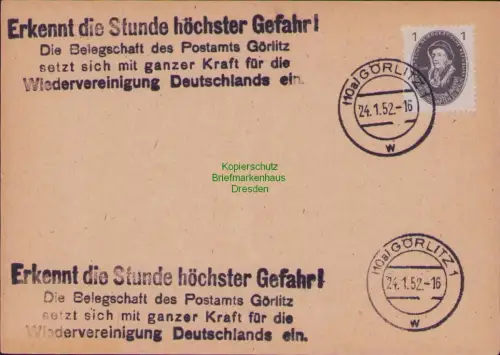 Erkennt die Stunde höchster Gefahr!
Die Belegschaft des Postamts Görlitz
setzt sich mit ganzer Kraft für die
Wiedervereinigung Deutschlands ein.
1 1
(10a) GÖRLITZ 1
24.1.52.-16
w
Kopierschutz
Briefmarkenhaus
Dresden
Erkennt die Stunde höchster Gefahr!
Die Belegschaft des Postamts Görlitz
setzt sich mit ganzer Kraft für die
Wiedervereinigung Deutschlands ein.
(10a) GÖRLITZ 1
24.1.52.-16
w